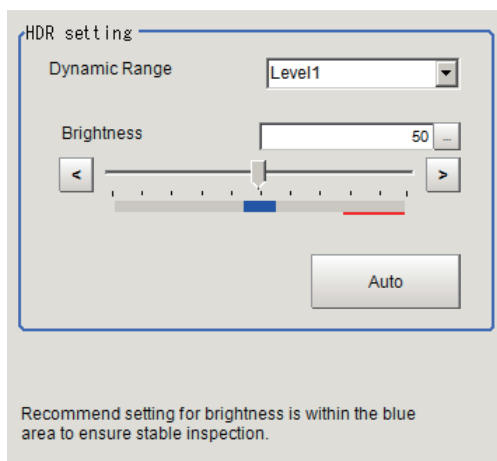 HDR setting
Dynamic Range Level1
Brightness 50 ...
< >
Auto
Recommend setting for brightness is within the blue
area to ensure stable inspection.